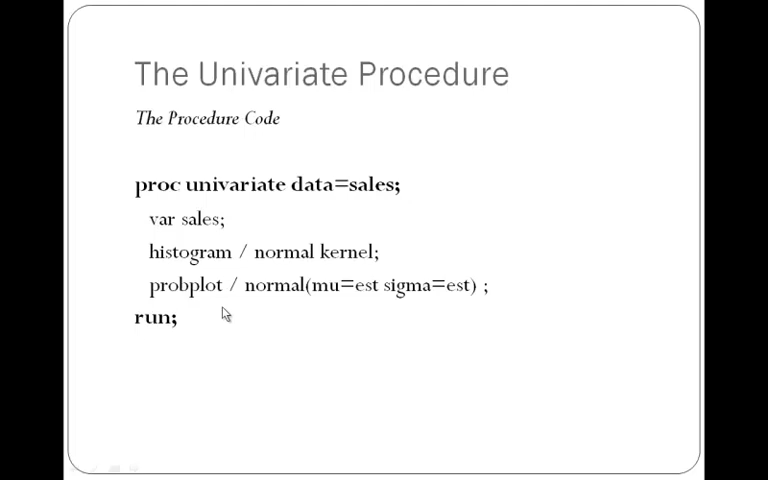 The Univariate Procedure
The Procedure Code
proc univariate data=sales;
var sales;
histogram / normal kernel;
probplot / normal(mu=est sigma=est) ;
run;